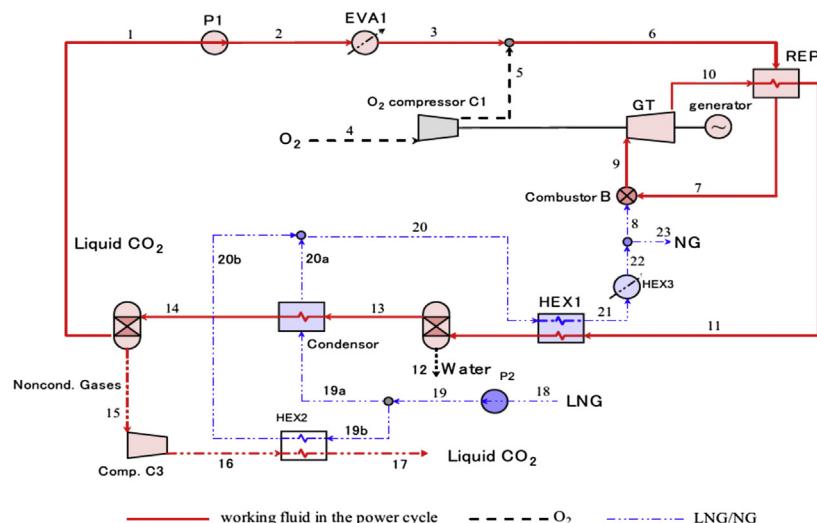 1
P1
2
EVA1
3
6
REP
5
10
O₂ compressor C1
GT
generator
O₂
4
9
7
Combustor B
8
23
NG
20
Liquid CO₂
20b
20a
22
HEX3
14
13
HEX1
21
11
Condensor
12
Water
Noncond. Gases
19a
19
P2
18
LNG
15
HEX2
19b
Comp. C3
16
17
Liquid CO₂
working fluid in the power cycle
O₂
LNG/NG